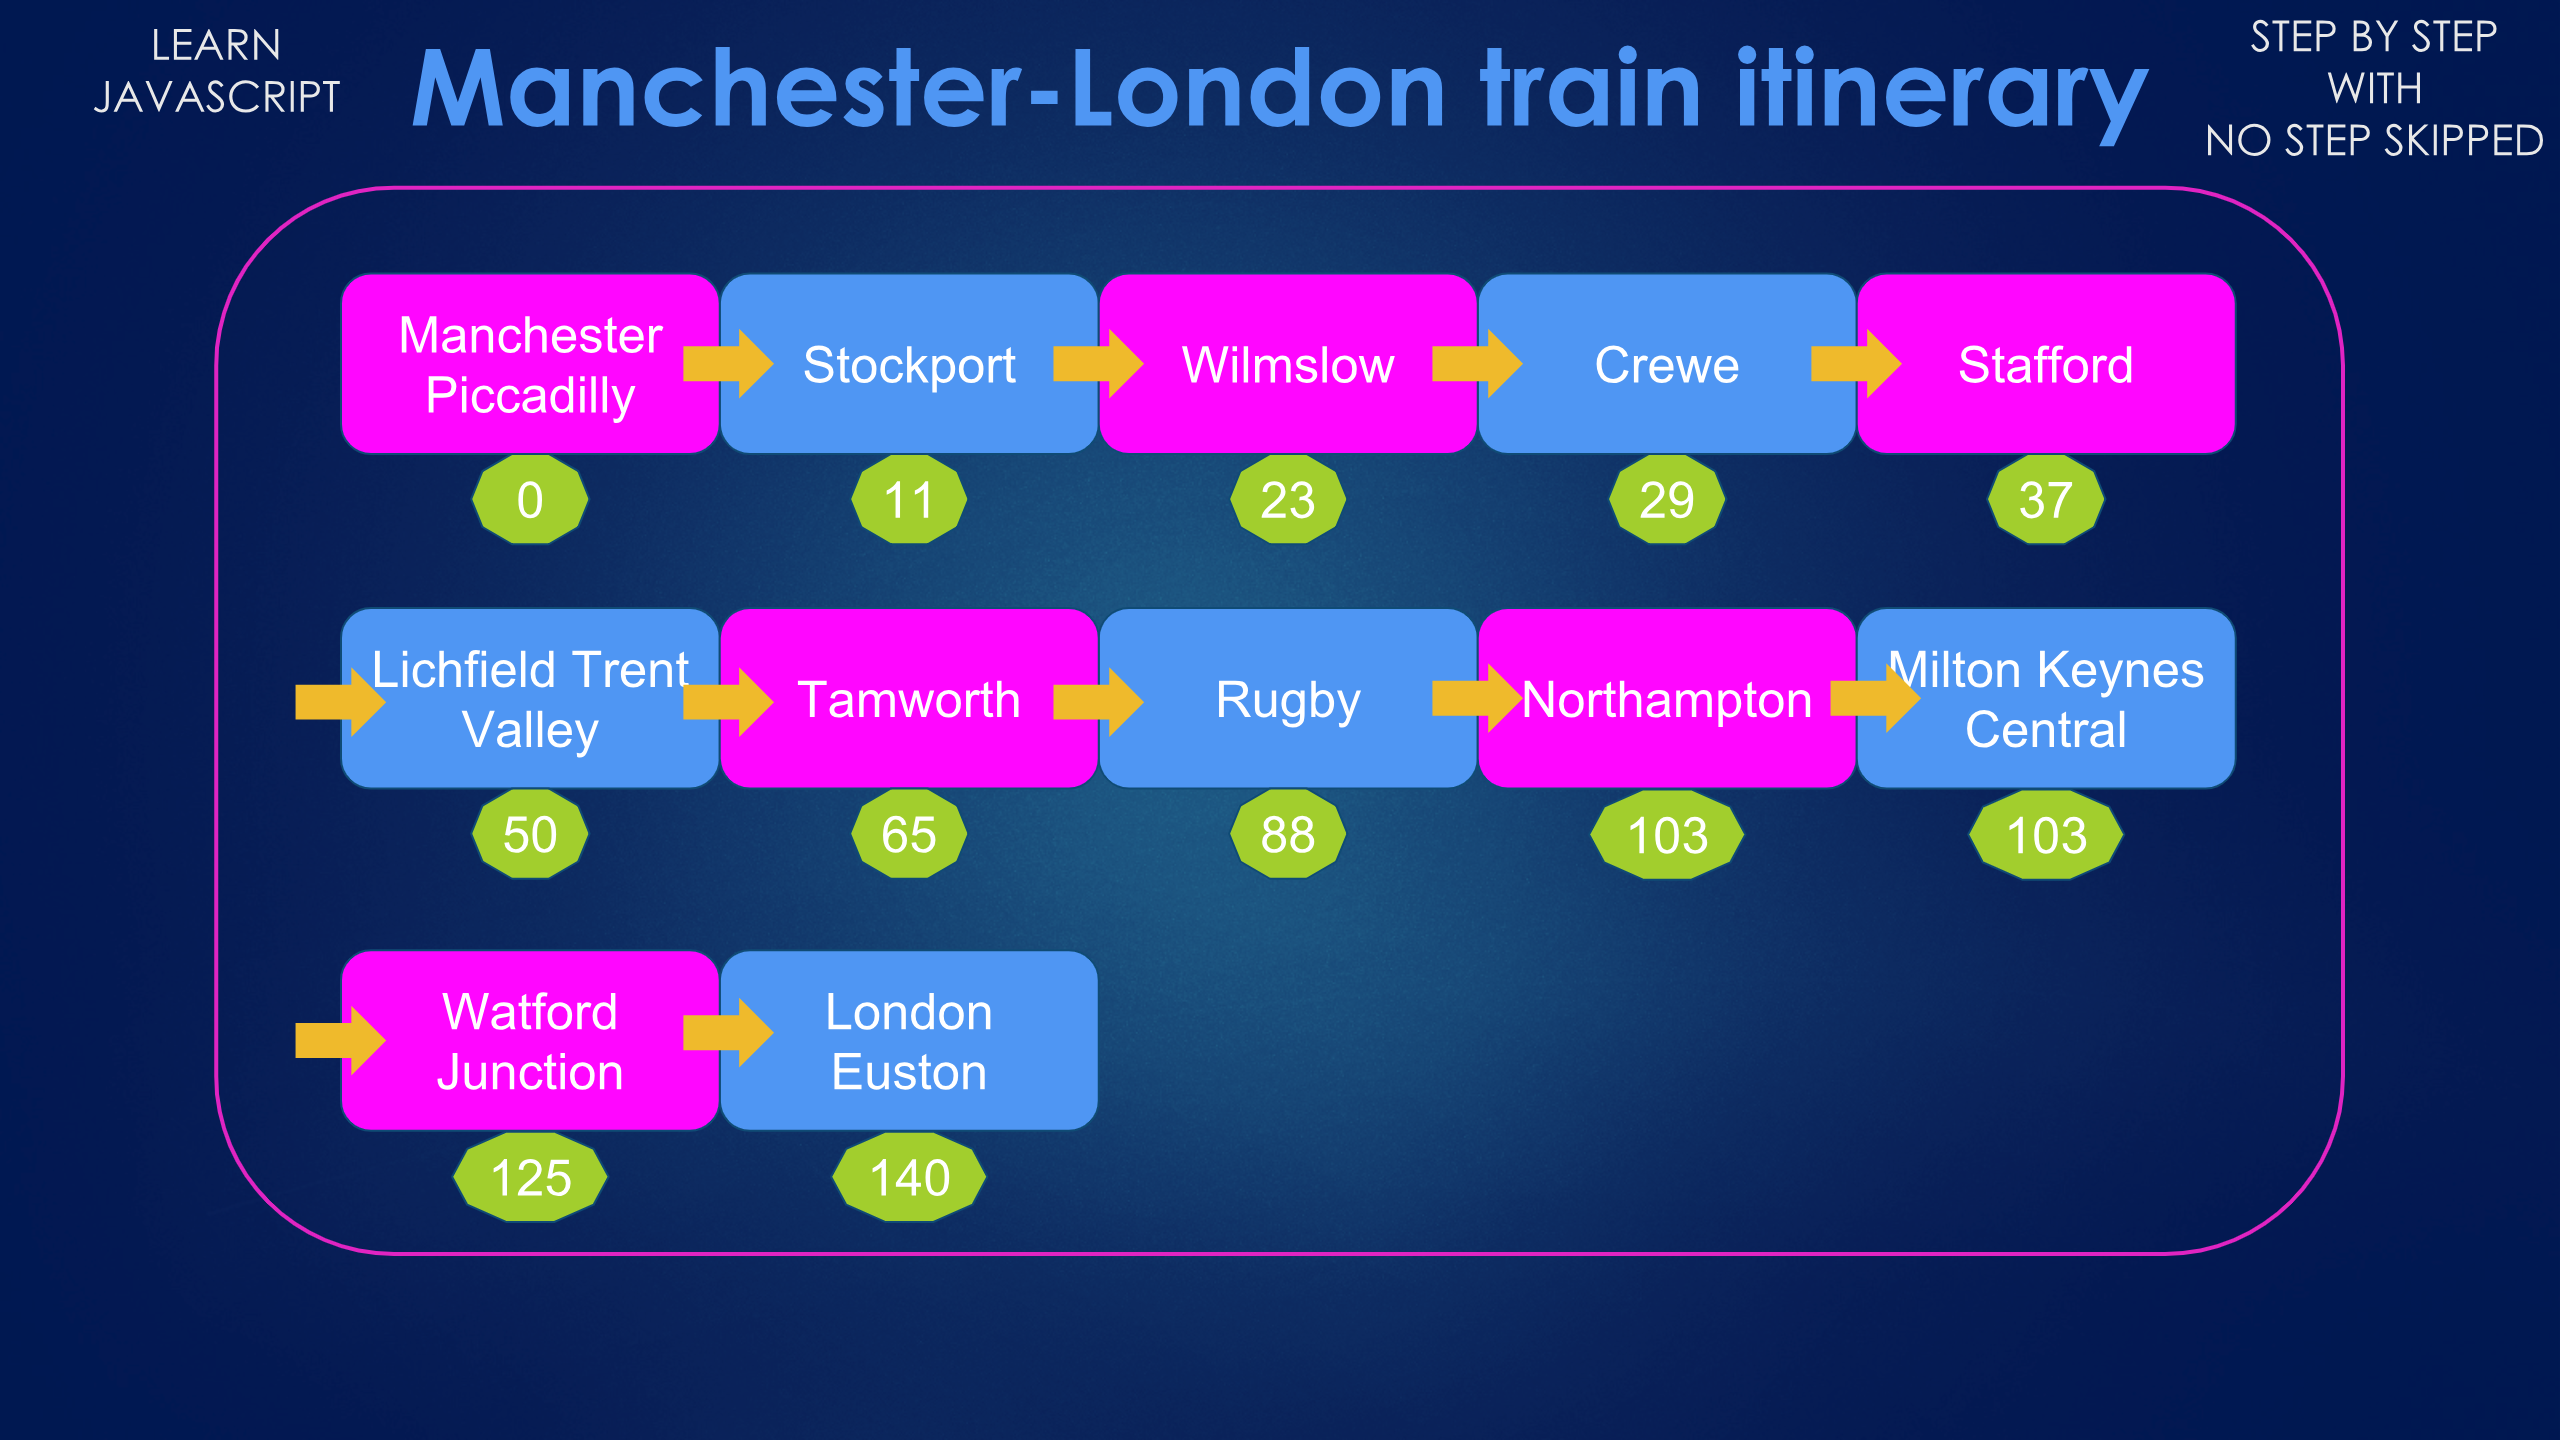 LEARN
JAVASCRIPT
Manchester-London train itinerary
STEP BY STEP
WITH
NO STEP SKIPPED
Manchester
Piccadilly
Stockport
Wilmslow
Crewe
Stafford
0
11
23
29
37
Lichfield Trent
Valley
Tamworth
Rugby
Northampton
Milton Keynes
Central
50
65
88
103
103
Watford
Junction
London
Euston
125
140